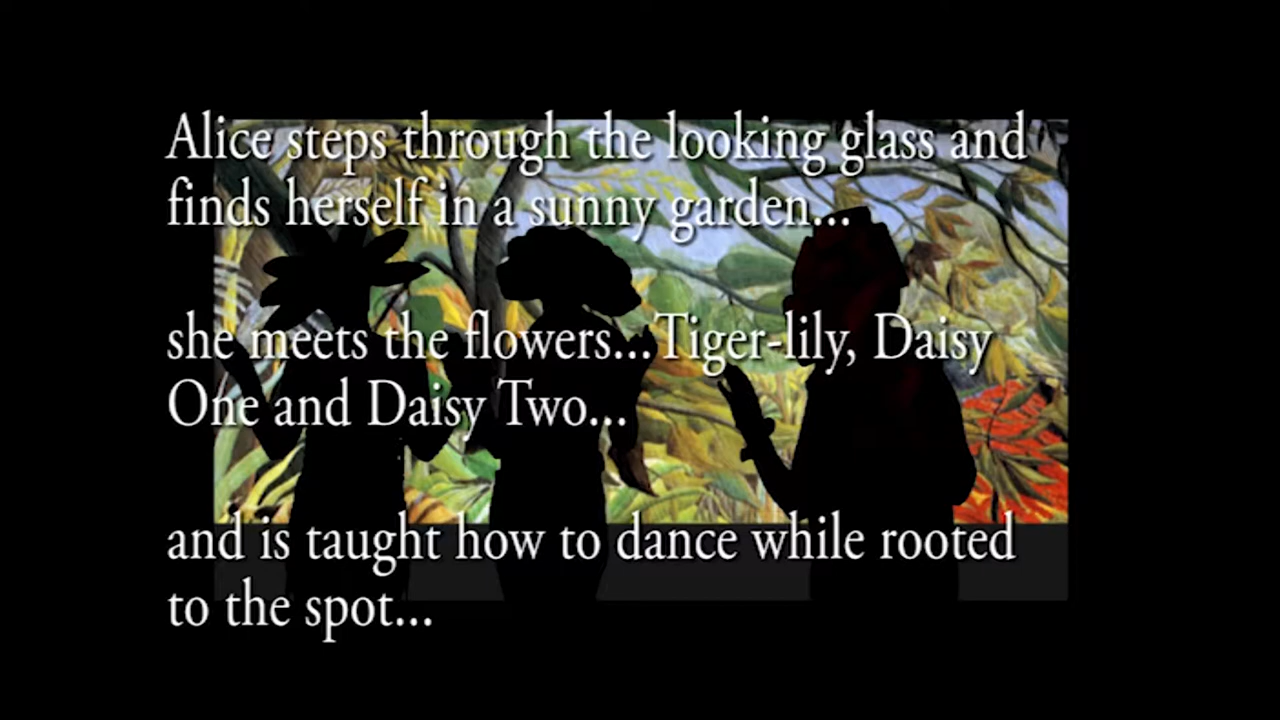 Alice steps through the looking glass and
finds herself in a sunny garden...
she meets the flowers...Tiger-lily, Daisy
One and Daisy Two...
and is taught how to dance while rooted
to the spot...